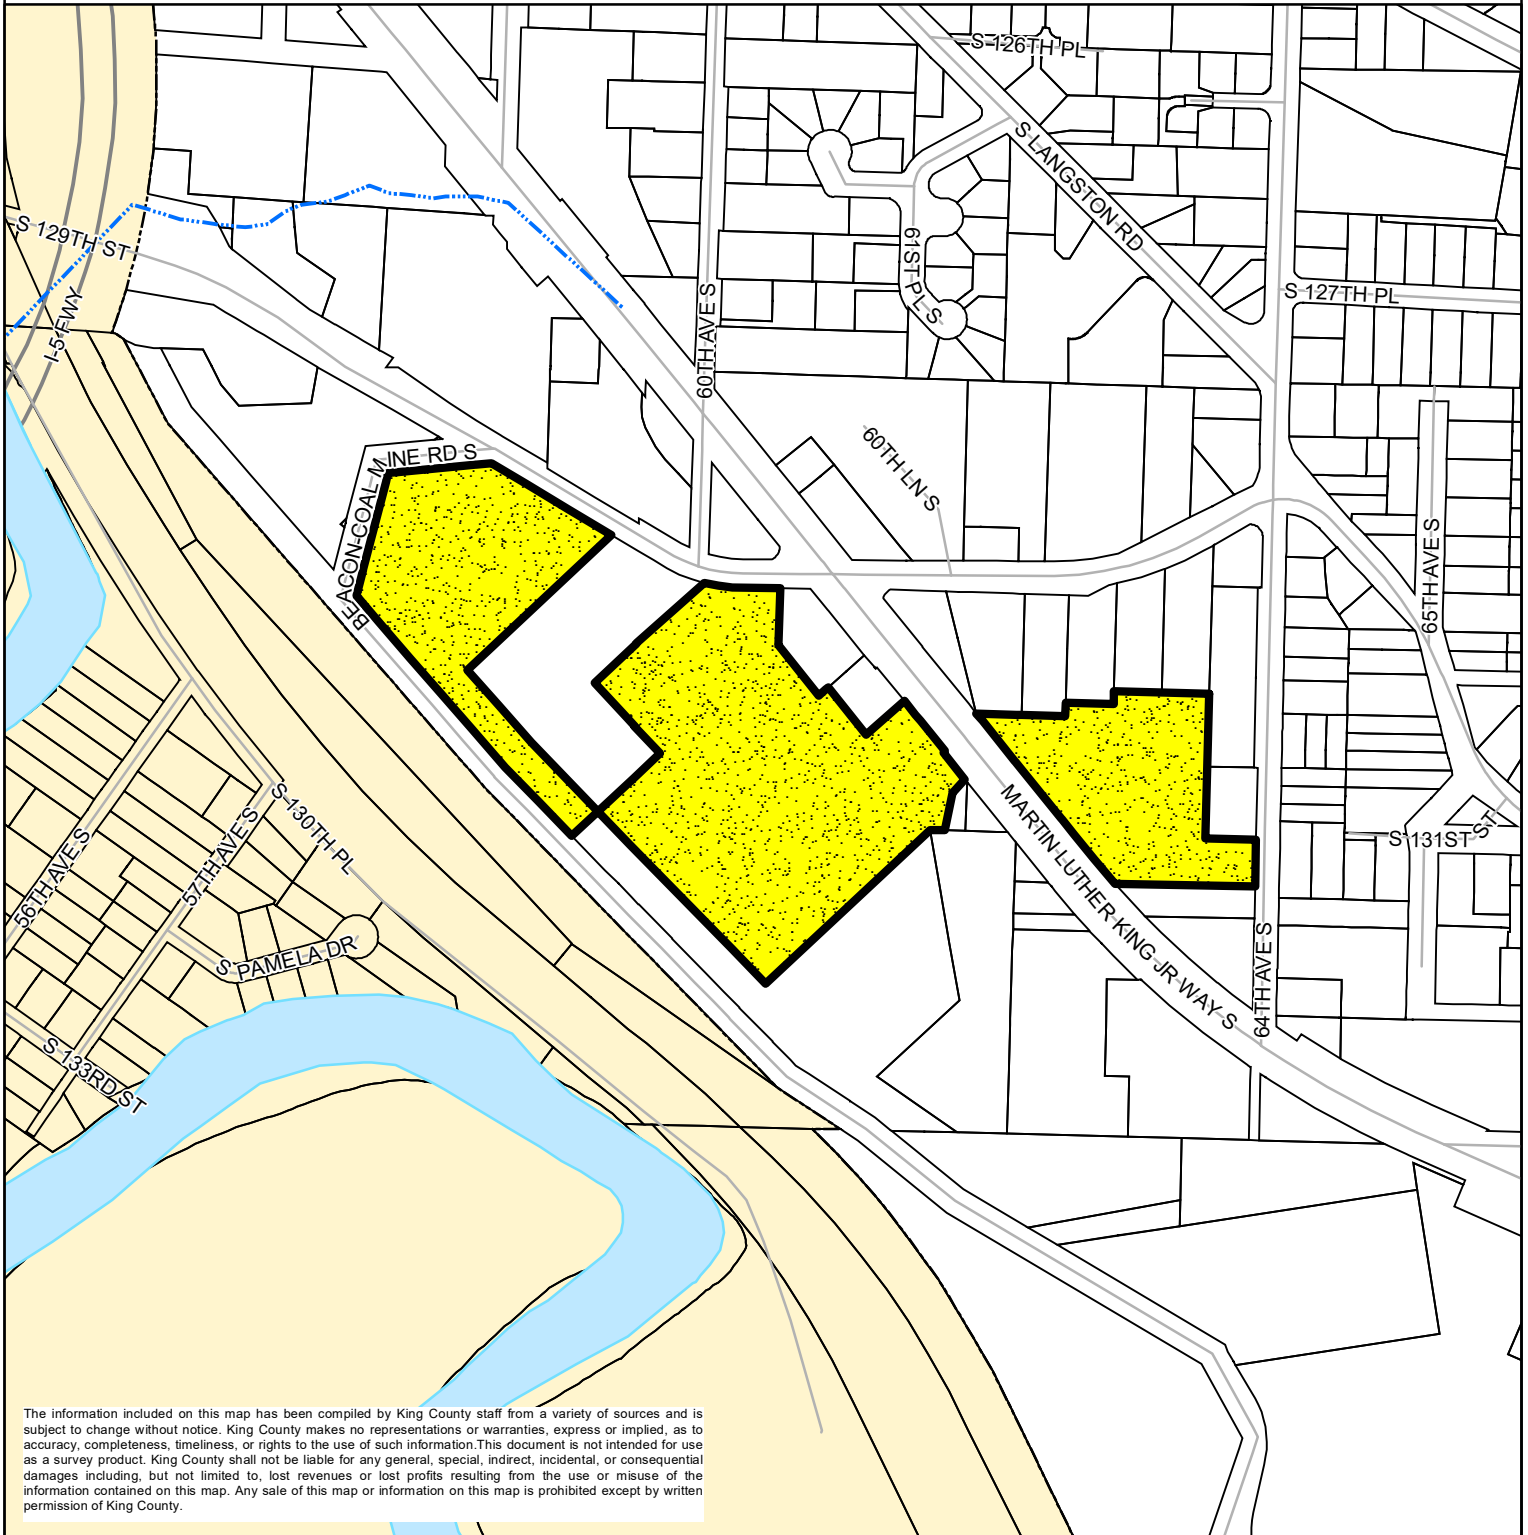 S 126TH PL
S LANGSTON RD
S 129TH ST
61ST PL S
S 127TH PL
I-5 FWY
60TH AVE S
60TH LN S
BEACON COAL MINE RD S
65TH AVE S
S 130TH PL
MARTIN LUTHER KING JR WAY S
56TH AVE S
57TH AVE S
S 131ST ST
S PAMELA DR
64TH AVE S
S 133RD ST
The information included on this map has been compiled by King County staff from a variety of sources and is
subject to change without notice. King County makes no representations or warranties, express or implied, as to
accuracy, completeness, timeliness, or rights to the use of such information.This document is not intended for use
as a survey product. King County shall not be liable for any general, special, indirect, incidental, or consequential
damages including, but not limited to, lost revenues or lost profits resulting from the use or misuse of the
information contained on this map. Any sale of this map or information on this map is prohibited except by written
permission of King County.